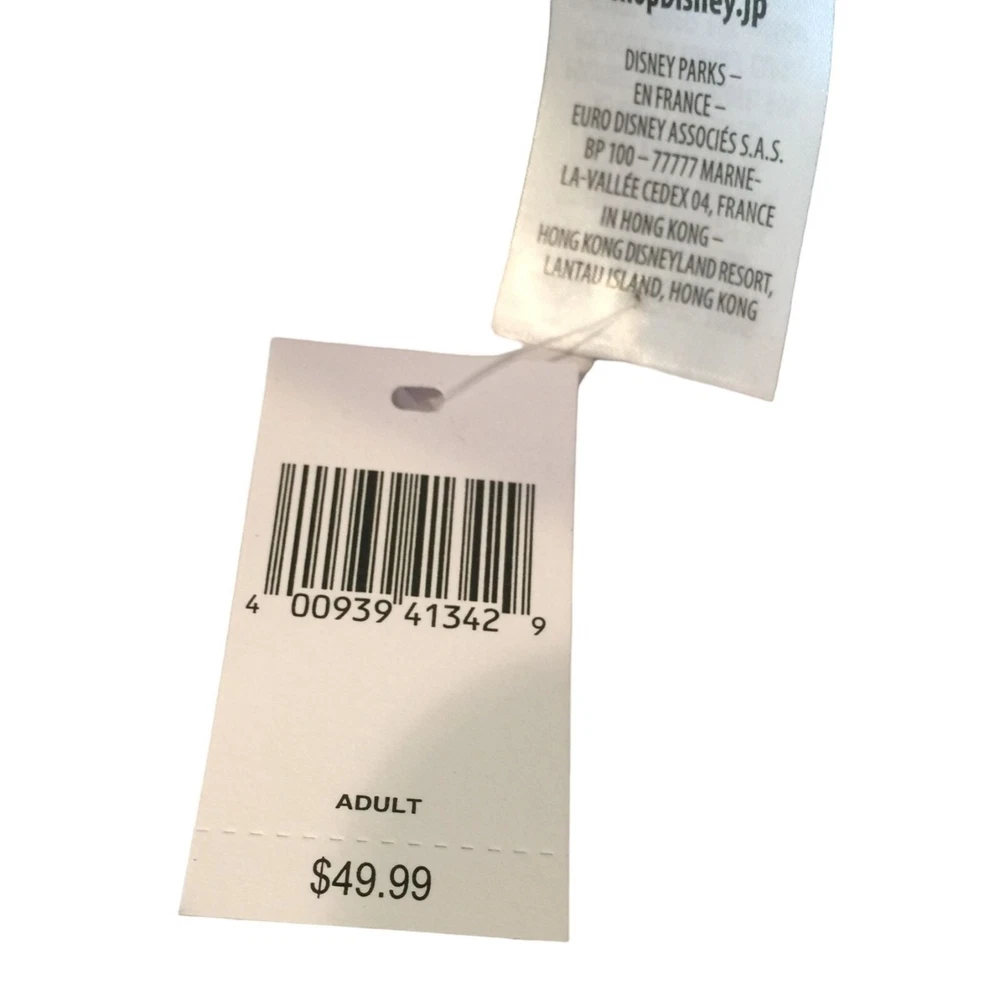 DISNEY PARKS –
EN FRANCE –
EURO DISNEY ASSOCIÉS S.A.S.
BP 100 – 77777 MARNE-
LA-VALLÉE CEDEX 04, FRANCE
IN HONG KONG –
HONG KONG DISNEYLAND RESORT,
LANTAU ISLAND, HONG KONG
4 00939 41342 9
ADULT
$49.99